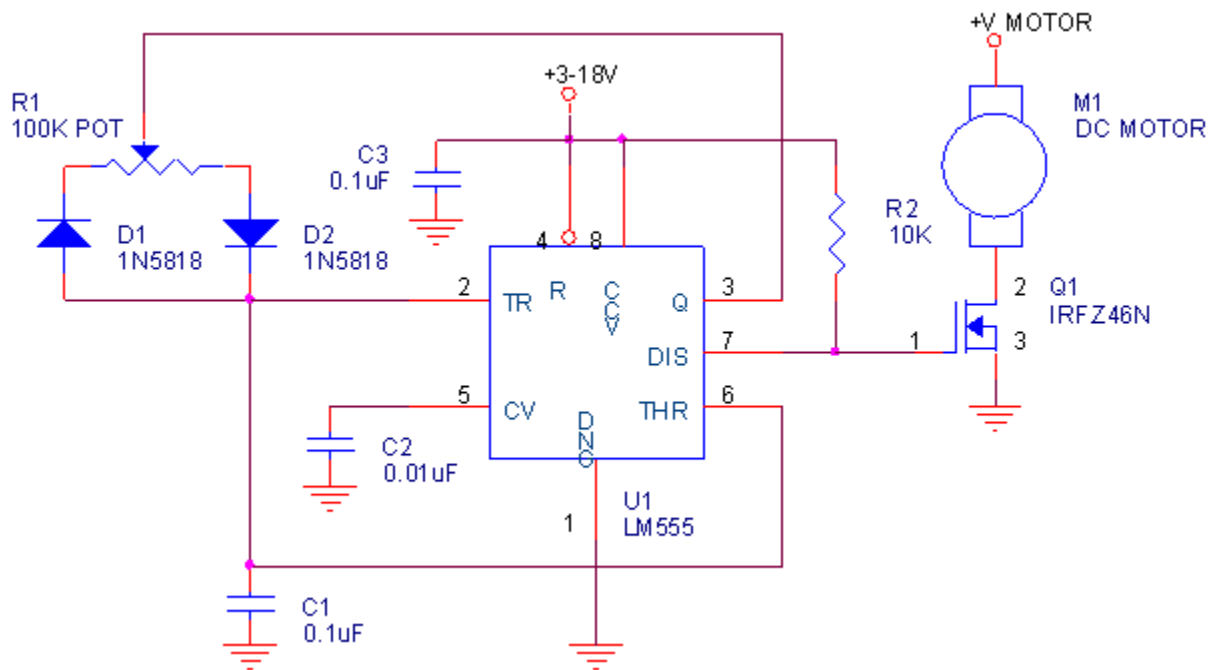 +V MOTOR
+3-18V
R1
100K POT
M1
DC MOTOR
C3
0.1uF
R2
10K
D1
1N5818
D2
1N5818
4
8
2
TR
R
VCC
Q
3
2
Q1
IRFZ46N
DIS
7
1
3
5
CV
GND
THR
6
C2
0.01uF
U1
LM555
1
C1
0.1uF